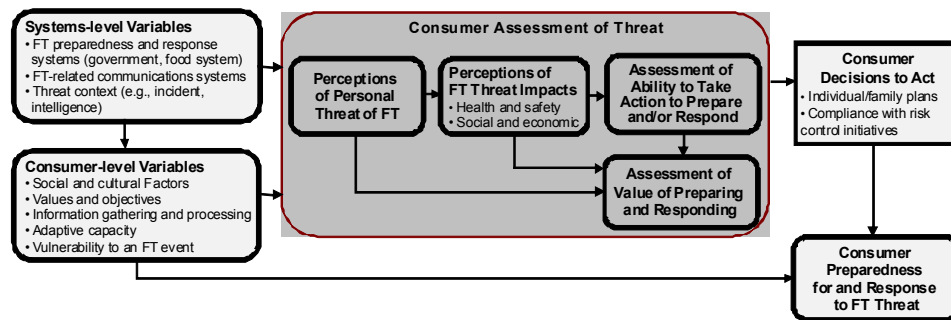 Systems-level Variables
• FT preparedness and response
systems (government, food system)
• FT-related communications systems
• Threat context (e.g., incident,
intelligence)
Consumer-level Variables
• Social and cultural Factors
• Values and objectives
• Information gathering and processing
• Adaptive capacity
• Vulnerability to an FT event
Consumer Assessment of Threat
Perceptions
of Personal
Threat of FT
Perceptions of
FT Threat Impacts
• Health and safety
• Social and economic
Assessment of
Ability to Take
Action to Prepare
and/or Respond
Assessment of
Value of Preparing
and Responding
Consumer
Decisions to Act
• Individual/family plans
• Compliance with risk
control initiatives
Consumer
Preparedness
for and Response
to FT Threat